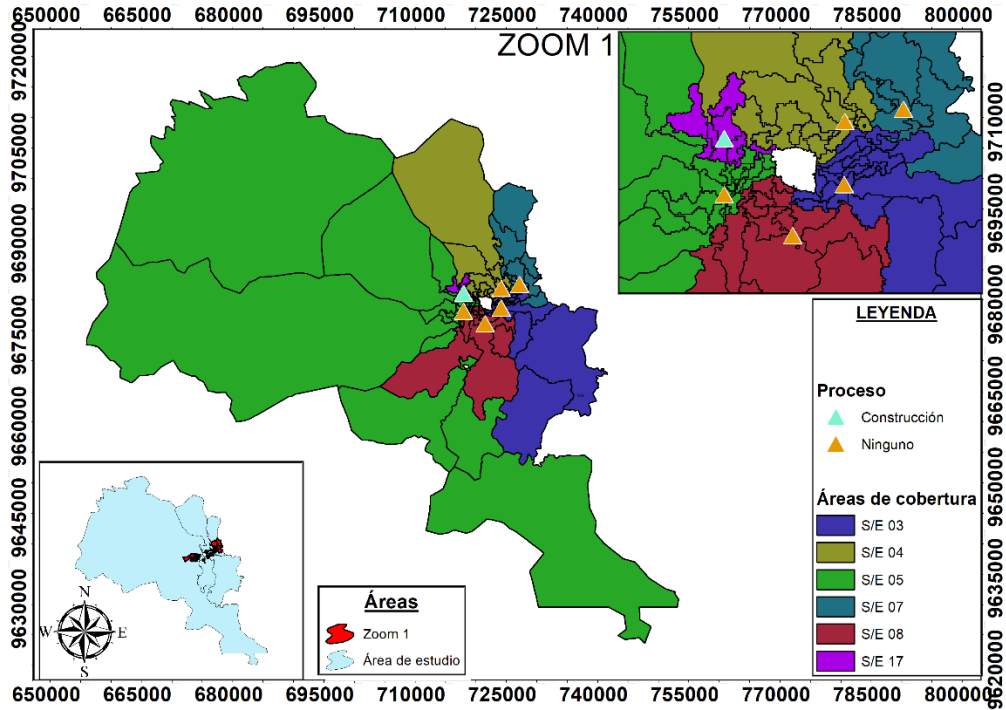 650000 665000 680000 695000 710000 725000 740000 755000 770000 785000 800000
ZOOM 1
9720000
9705000
9690000
9675000
9660000
9645000
9630000
9710000
9695000
9680000
9665000
9650000
9635000
9620000
LEYENDA
Proceso
Construcción
Ninguno
Áreas de cobertura
S/E 03
S/E 04
S/E 05
S/E 07
S/E 08
S/E 17
N
W E
S
Áreas
Zoom 1
Área de estudio
650000 665000 680000 695000 710000 725000 740000 755000 770000 785000 800000